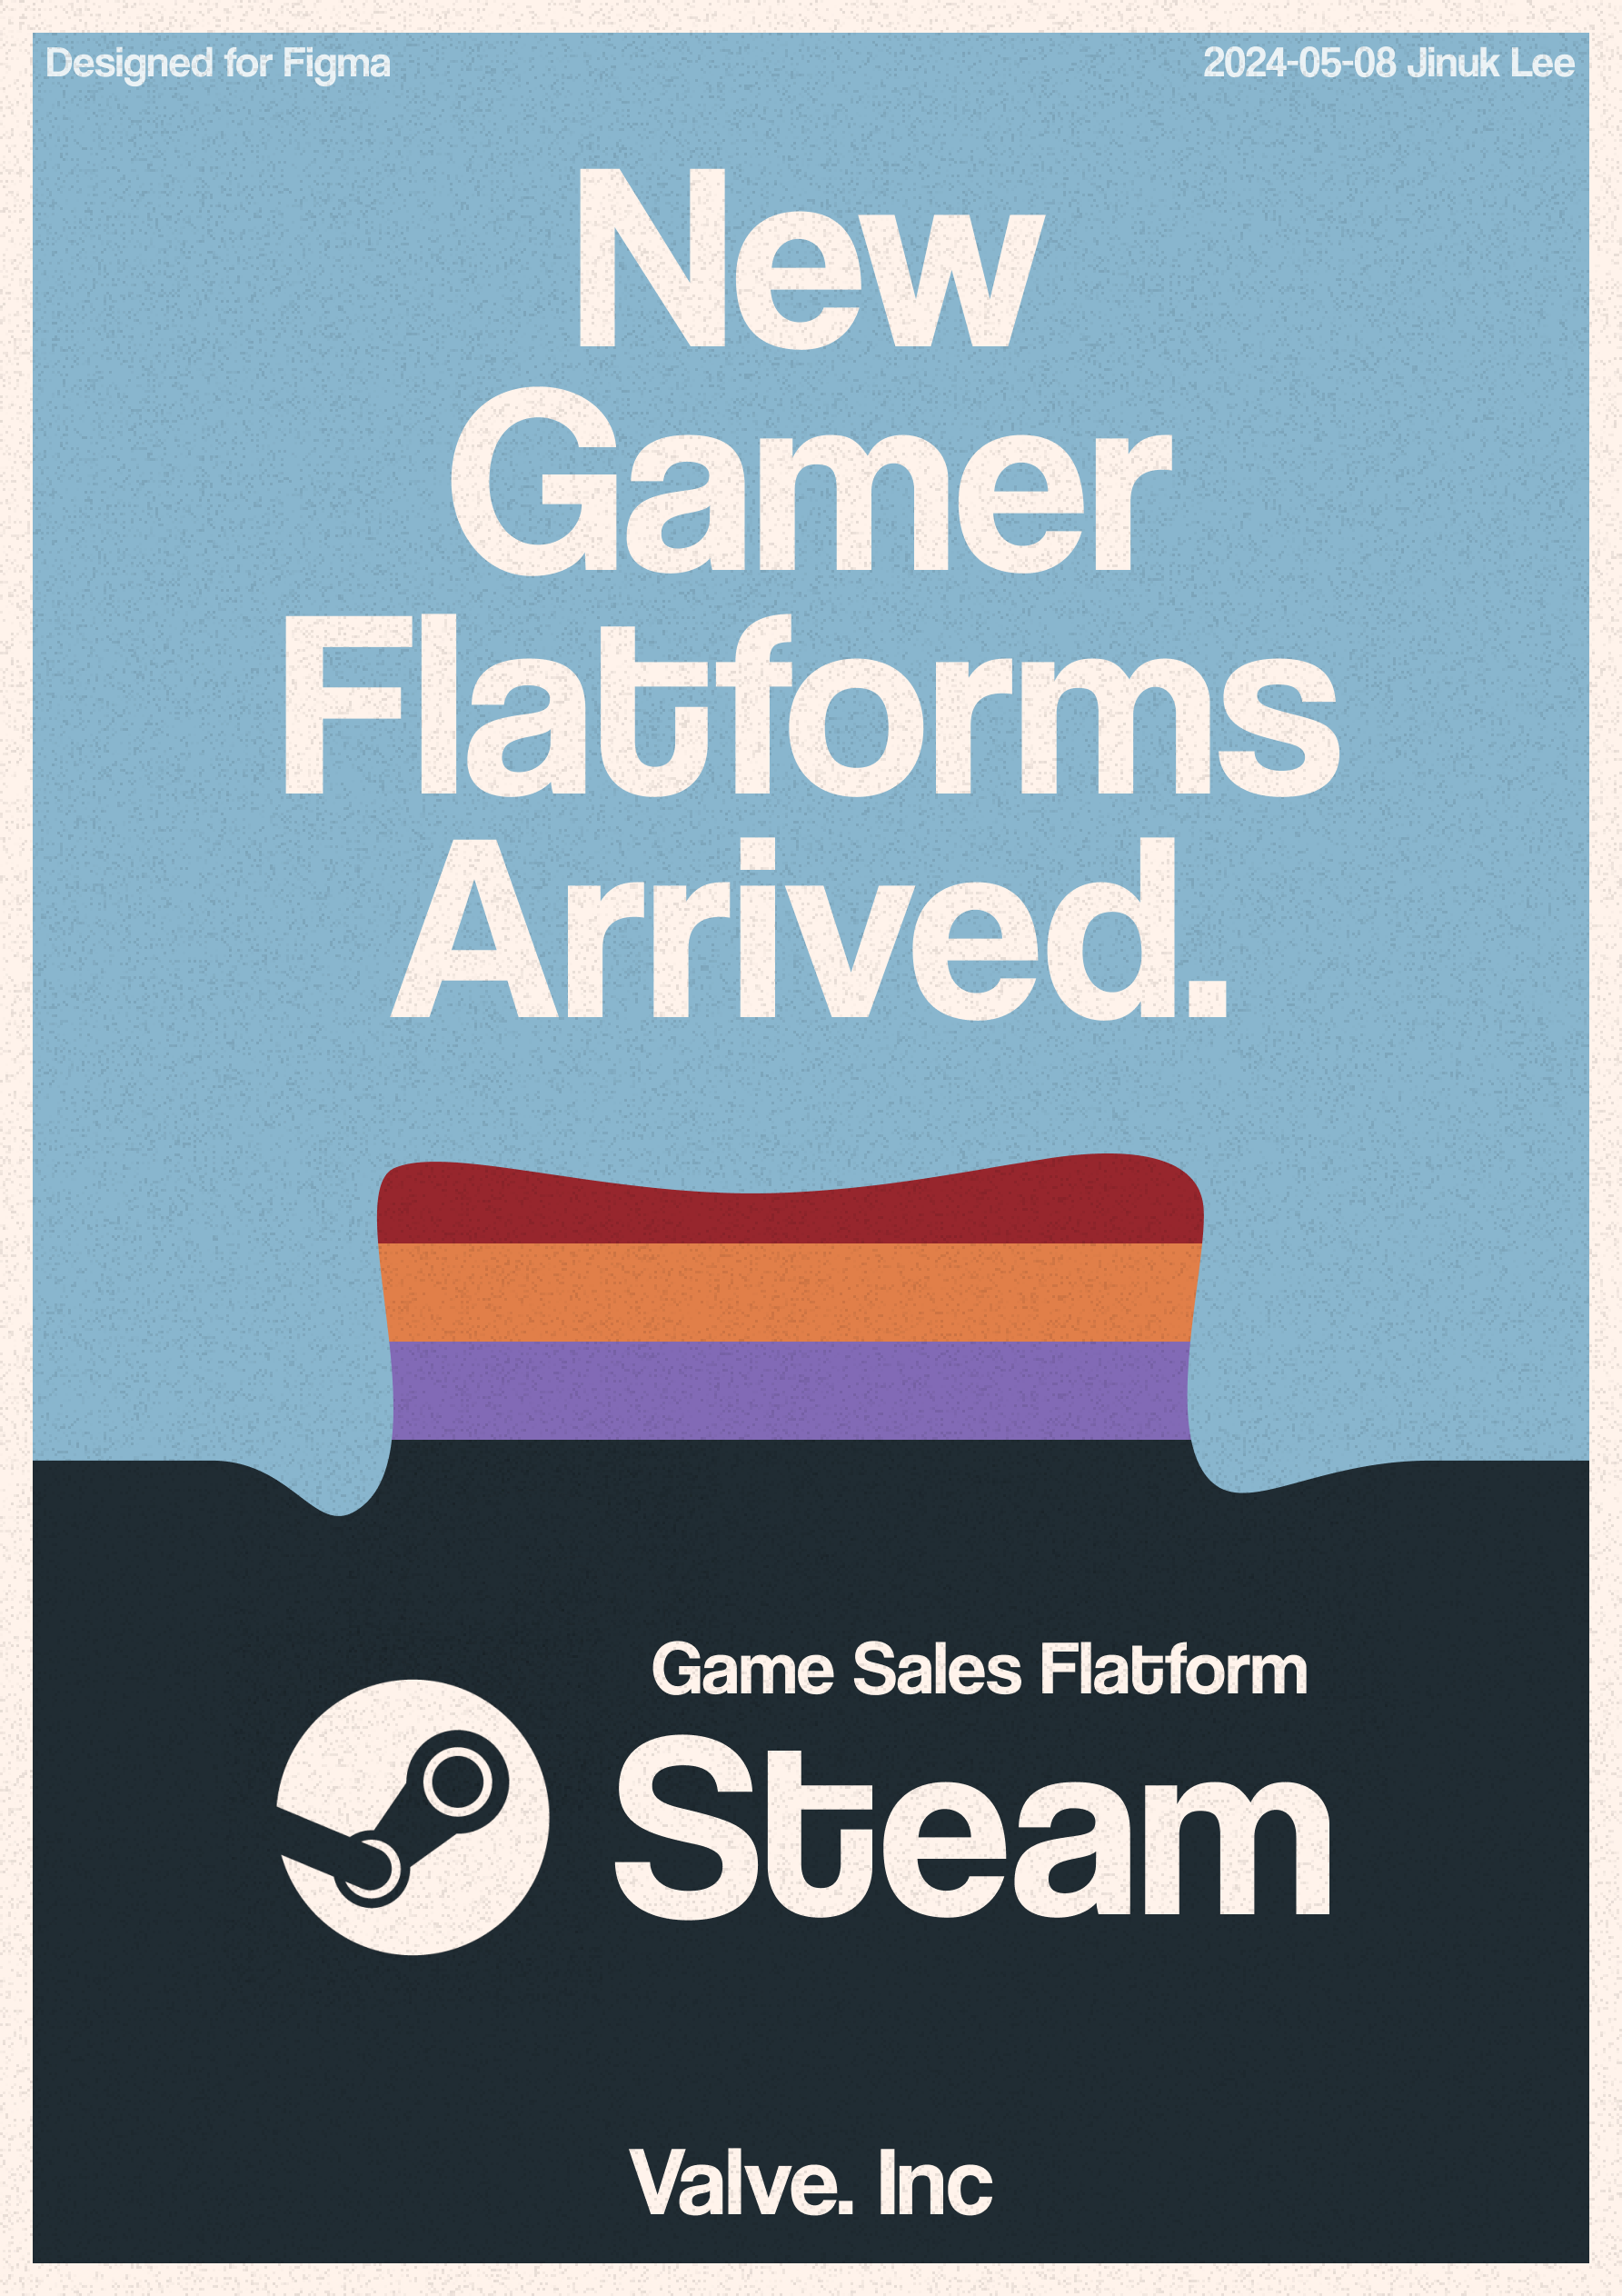 Designed for Figma
2024-05-08 Jinuk Lee
New
Gamer
Flatforms
Arrived.
Game Sales Flatform
Steam
Valve. Inc